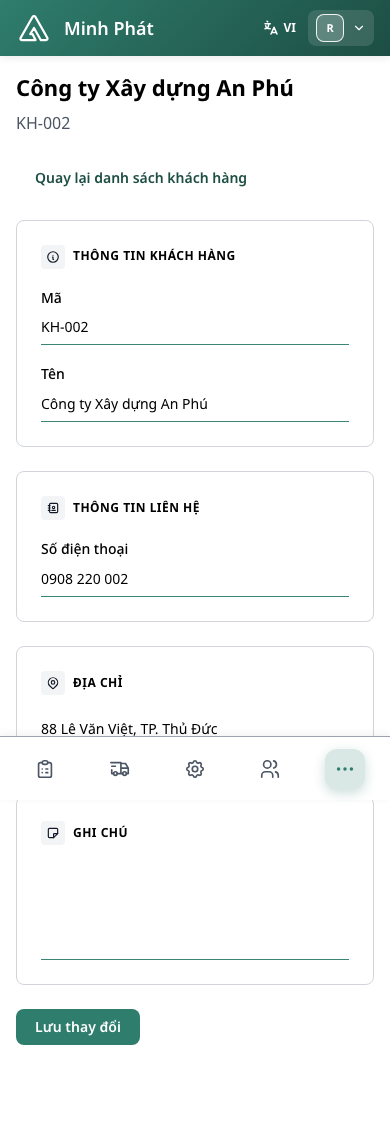 Minh Phát
VI
R
Công ty Xây dựng An Phú
KH-002
Quay lại danh sách khách hàng
THÔNG TIN KHÁCH HÀNG
Mã
KH-002
Tên
Công ty Xây dựng An Phú
THÔNG TIN LIÊN HỆ
Số điện thoại
0908 220 002
ĐỊA CHỈ
88 Lê Văn Việt, TP. Thủ Đức
GHI CHÚ
Lưu thay đổi